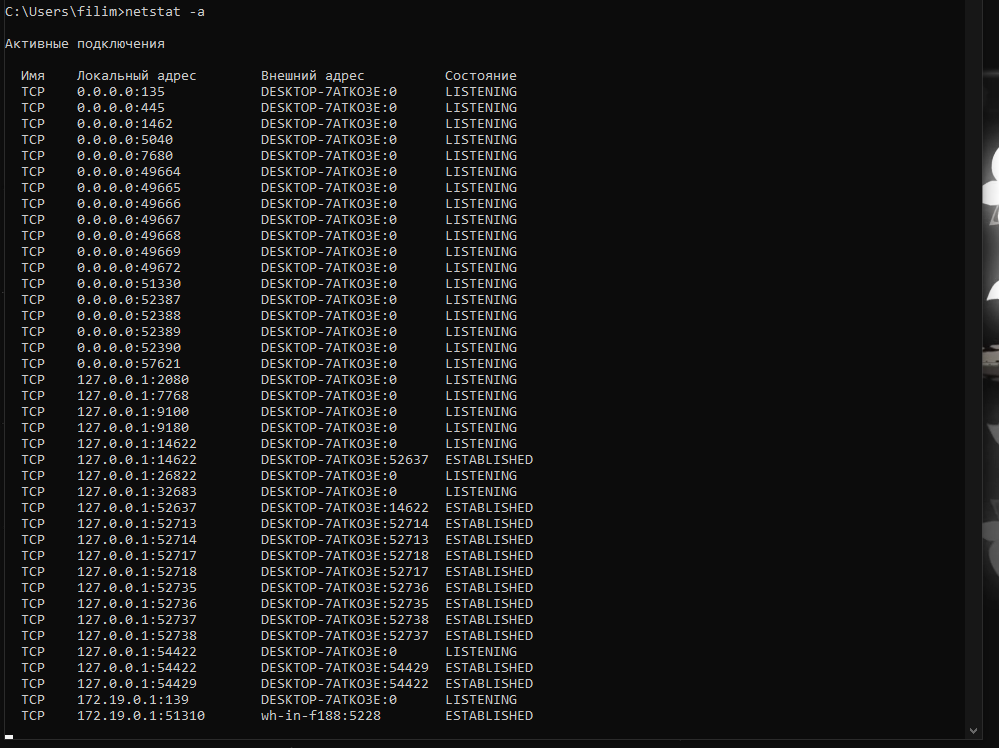 C:\Users\filim>netstat -a
Активные подключения
Имя Локальный адрес Внешний адрес Состояние
TCP 0.0.0.0:135 DESKTOP-7ATKO3E:0 LISTENING
TCP 0.0.0.0:445 DESKTOP-7ATKO3E:0 LISTENING
TCP 0.0.0.0:1462 DESKTOP-7ATKO3E:0 LISTENING
TCP 0.0.0.0:5040 DESKTOP-7ATKO3E:0 LISTENING
TCP 0.0.0.0:7680 DESKTOP-7ATKO3E:0 LISTENING
TCP 0.0.0.0:49664 DESKTOP-7ATKO3E:0 LISTENING
TCP 0.0.0.0:49665 DESKTOP-7ATKO3E:0 LISTENING
TCP 0.0.0.0:49666 DESKTOP-7ATKO3E:0 LISTENING
TCP 0.0.0.0:49667 DESKTOP-7ATKO3E:0 LISTENING
TCP 0.0.0.0:49668 DESKTOP-7ATKO3E:0 LISTENING
TCP 0.0.0.0:49669 DESKTOP-7ATKO3E:0 LISTENING
TCP 0.0.0.0:49672 DESKTOP-7ATKO3E:0 LISTENING
TCP 0.0.0.0:51330 DESKTOP-7ATKO3E:0 LISTENING
TCP 0.0.0.0:52387 DESKTOP-7ATKO3E:0 LISTENING
TCP 0.0.0.0:52388 DESKTOP-7ATKO3E:0 LISTENING
TCP 0.0.0.0:52389 DESKTOP-7ATKO3E:0 LISTENING
TCP 0.0.0.0:52390 DESKTOP-7ATKO3E:0 LISTENING
TCP 0.0.0.0:57621 DESKTOP-7ATKO3E:0 LISTENING
TCP 127.0.0.1:2080 DESKTOP-7ATKO3E:0 LISTENING
TCP 127.0.0.1:7768 DESKTOP-7ATKO3E:0 LISTENING
TCP 127.0.0.1:9100 DESKTOP-7ATKO3E:0 LISTENING
TCP 127.0.0.1:9180 DESKTOP-7ATKO3E:0 LISTENING
TCP 127.0.0.1:14622 DESKTOP-7ATKO3E:0 LISTENING
TCP 127.0.0.1:14622 DESKTOP-7ATKO3E:52637 ESTABLISHED
TCP 127.0.0.1:26822 DESKTOP-7ATKO3E:0 LISTENING
TCP 127.0.0.1:32683 DESKTOP-7ATKO3E:0 LISTENING
TCP 127.0.0.1:52637 DESKTOP-7ATKO3E:14622 ESTABLISHED
TCP 127.0.0.1:52713 DESKTOP-7ATKO3E:52714 ESTABLISHED
TCP 127.0.0.1:52714 DESKTOP-7ATKO3E:52713 ESTABLISHED
TCP 127.0.0.1:52717 DESKTOP-7ATKO3E:52718 ESTABLISHED
TCP 127.0.0.1:52718 DESKTOP-7ATKO3E:52717 ESTABLISHED
TCP 127.0.0.1:52735 DESKTOP-7ATKO3E:52736 ESTABLISHED
TCP 127.0.0.1:52736 DESKTOP-7ATKO3E:52735 ESTABLISHED
TCP 127.0.0.1:52737 DESKTOP-7ATKO3E:52738 ESTABLISHED
TCP 127.0.0.1:52738 DESKTOP-7ATKO3E:52737 ESTABLISHED
TCP 127.0.0.1:54422 DESKTOP-7ATKO3E:0 LISTENING
TCP 127.0.0.1:54422 DESKTOP-7ATKO3E:54429 ESTABLISHED
TCP 127.0.0.1:54429 DESKTOP-7ATKO3E:54422 ESTABLISHED
TCP 172.19.0.1:139 DESKTOP-7ATKO3E:0 LISTENING
TCP 172.19.0.1:51310 wh-in-f188:5228 ESTABLISHED